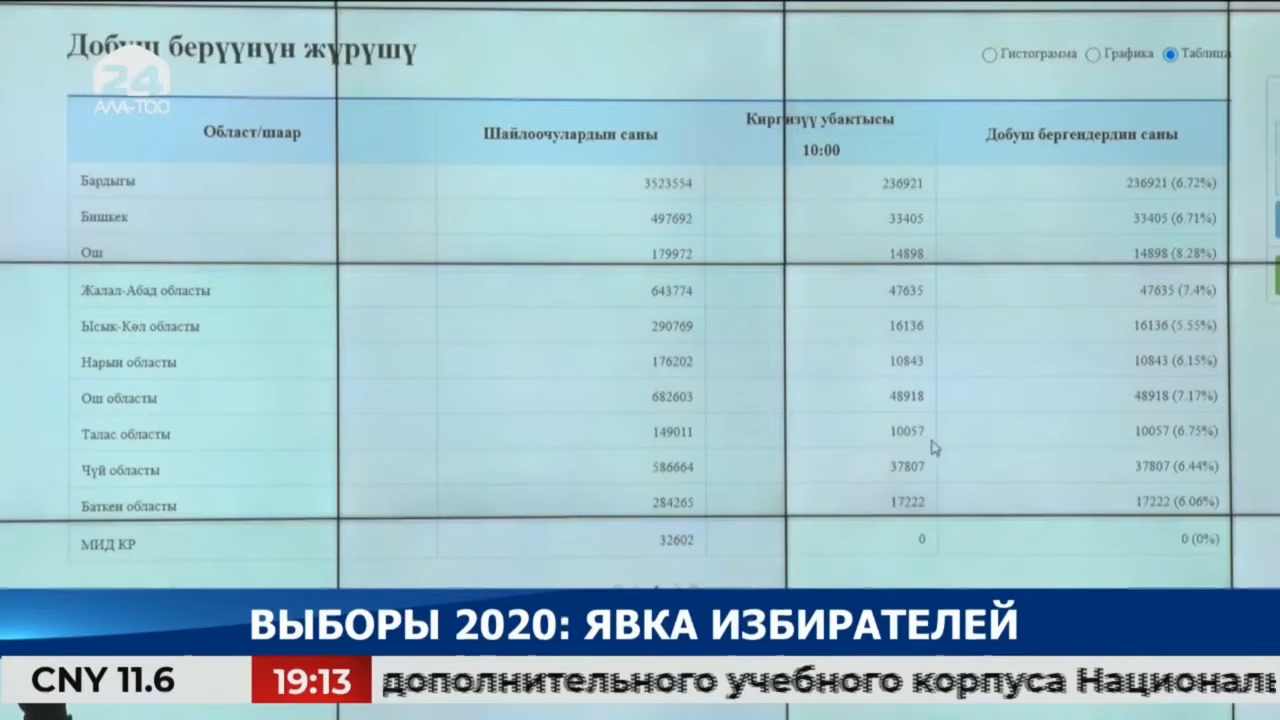 Добуш берүүнүн жүрүшү
24
АЛА-ТОО
Гистограмма Графика Таблица
Област/шаар Шайлоочулардын саны Киргизүү убактысы Добуш бергендердин саны
10:00
Бардыгы 3523554 236921 236921 (6.72%)
Бишкек 497692 33405 33405 (6.71%)
Ош 179972 14898 14898 (8.28%)
Жалал-Абад областы 643774 47635 47635 (7.4%)
Ысык-Көл областы 290769 16136 16136 (5.55%)
Нарын областы 176202 10843 10843 (6.15%)
Ош областы 682603 48918 48918 (7.17%)
Талас областы 149011 10057 10057 (6.75%)
Чүй областы 586664 37807 37807 (6.44%)
Баткен областы 284265 17222 17222 (6.06%)
МИД КР 32602 0 0 (0%)
ВЫБОРЫ 2020: ЯВКА ИЗБИРАТЕЛЕЙ
CNY 11.6 19:13 дополнительного учебного корпуса Националь